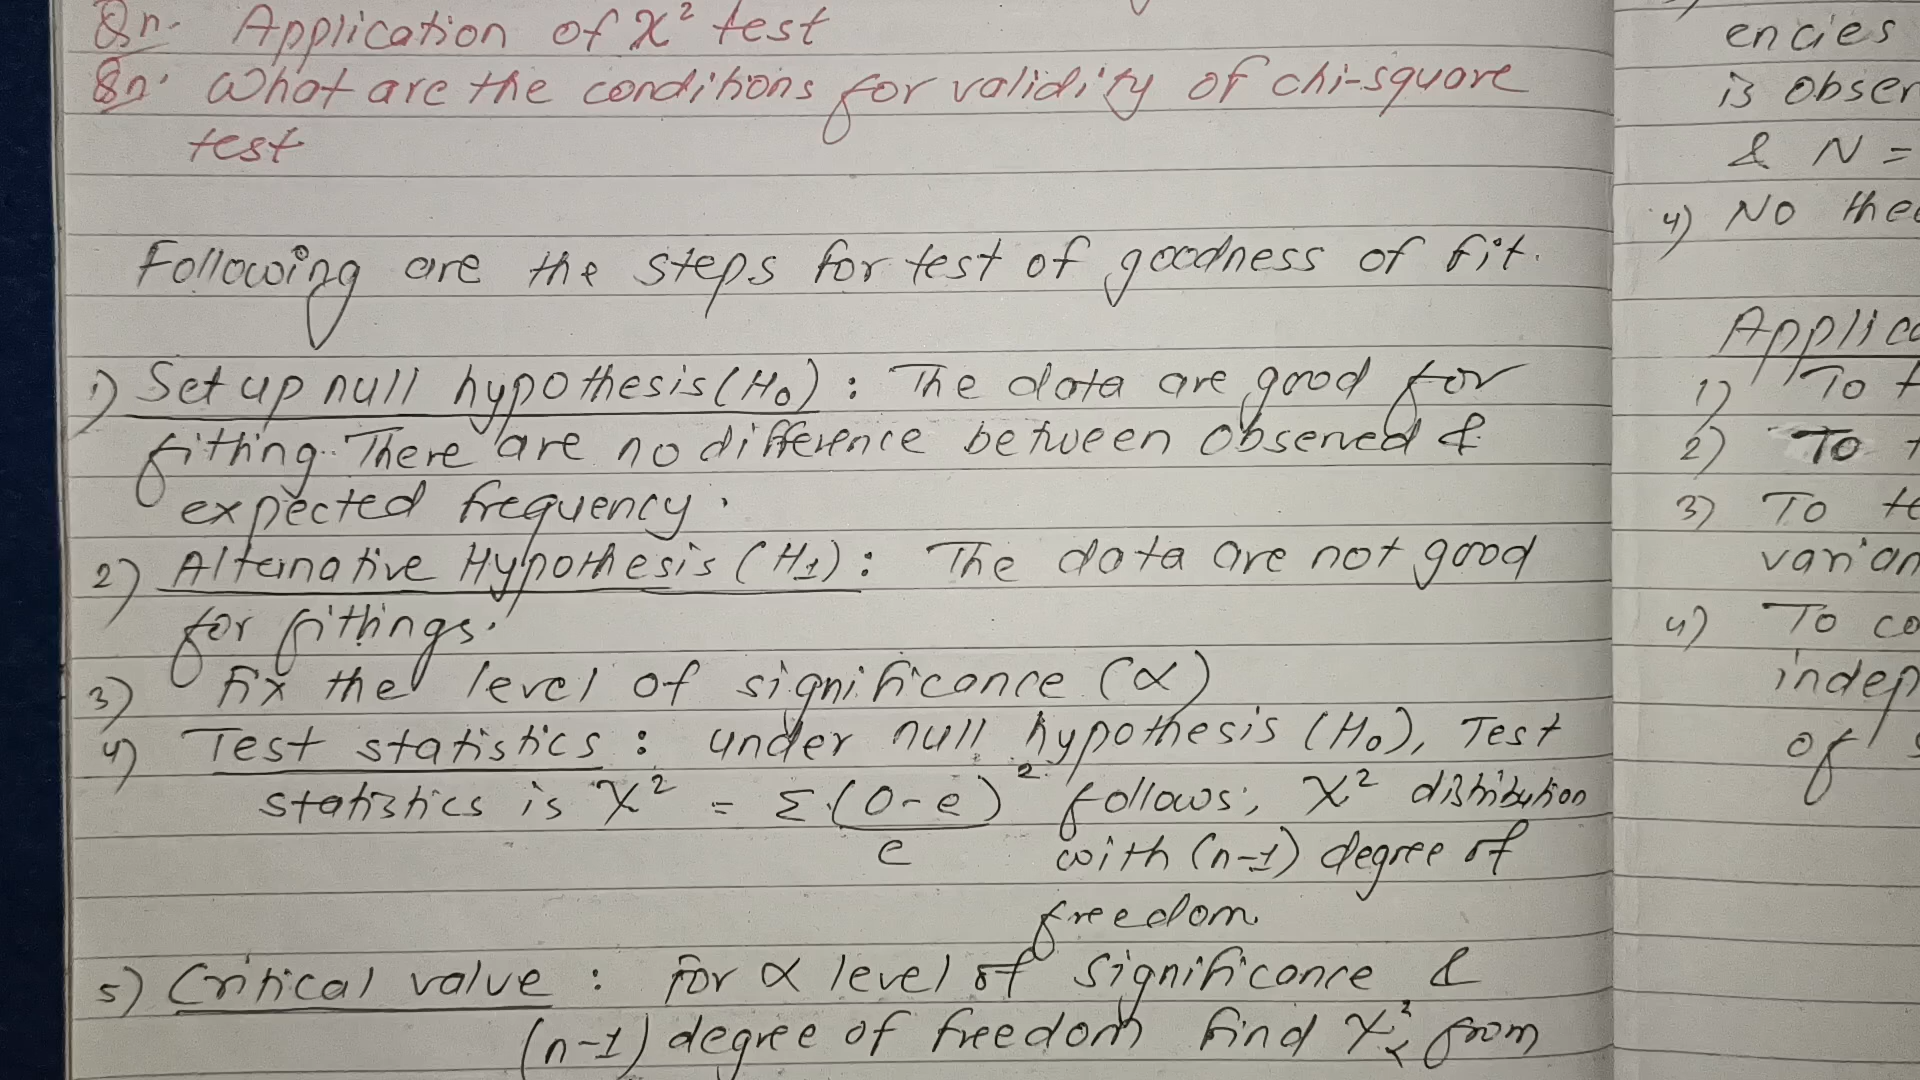 Qn. Application of χ² test
Qn. What are the conditions for validity of chi-square
test
Following are the steps for test of goodness of fit.
1) Set up null hypothesis (H₀) : The data are good for
fitting. There are no difference between observed &
expected frequency.
2) Alternative Hypothesis (H₁) : The data are not good
for fittings.
3) Fix the level of significance (α)
4) Test statistics : under null hypothesis (H₀), Test
statistics is χ² = Σ (O-e)² / e follows, χ² distribution
with (n-1) degree of
freedom.
5) Critical value : For α level of significance &
(n-1) degree of freedom find χ²α from
encies
is obser
& N =
4) No the
Applica
1) To t
2) To t
3) To te
varian
4) To co
indep
of s